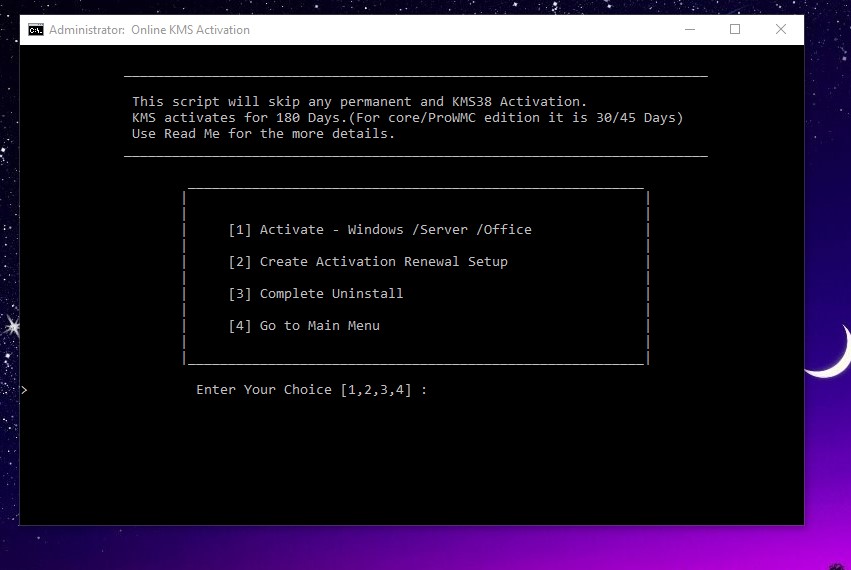 Administrator:  Online KMS Activation
This script will skip any permanent and KMS38 Activation.
KMS activates for 180 Days.(For core/ProWMC edition it is 30/45 Days)
Use Read Me for the more details.
[1] Activate - Windows /Server /Office
[2] Create Activation Renewal Setup
[3] Complete Uninstall
[4] Go to Main Menu
> Enter Your Choice [1,2,3,4] :